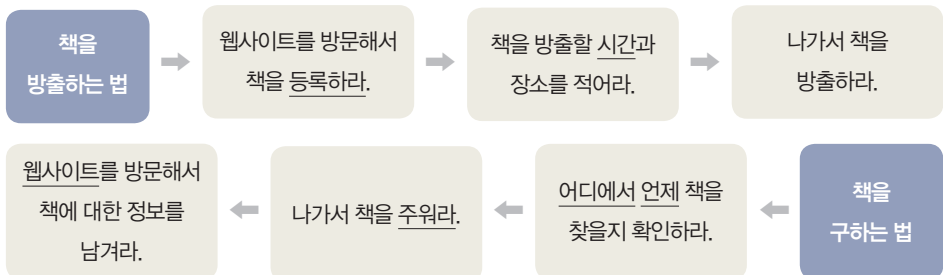 책을
방출하는 법
웹사이트를 방문해서
책을 등록하라.
책을 방출할 시간과
장소를 적어라.
나가서 책을
방출하라.
책을
구하는 법
어디에서 언제 책을
찾을지 확인하라.
나가서 책을 주워라.
웹사이트를 방문해서
책에 대한 정보를
남겨라.